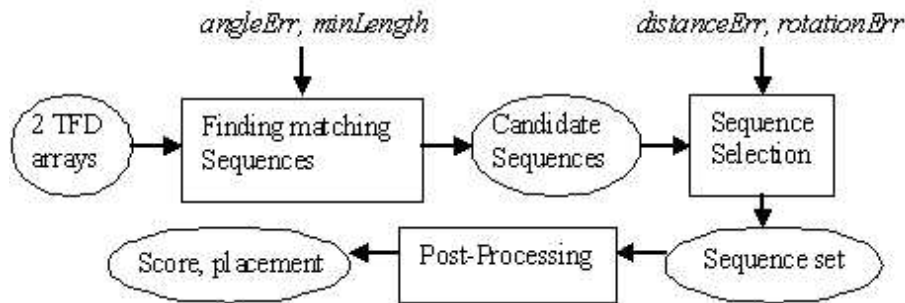 angleErr, minLength
distanceErr, rotationErr
2 TFD
arrays
Finding matching
Sequences
Candidate
Sequences
Sequence
Selection
Score, placement
Post-Processing
Sequence set